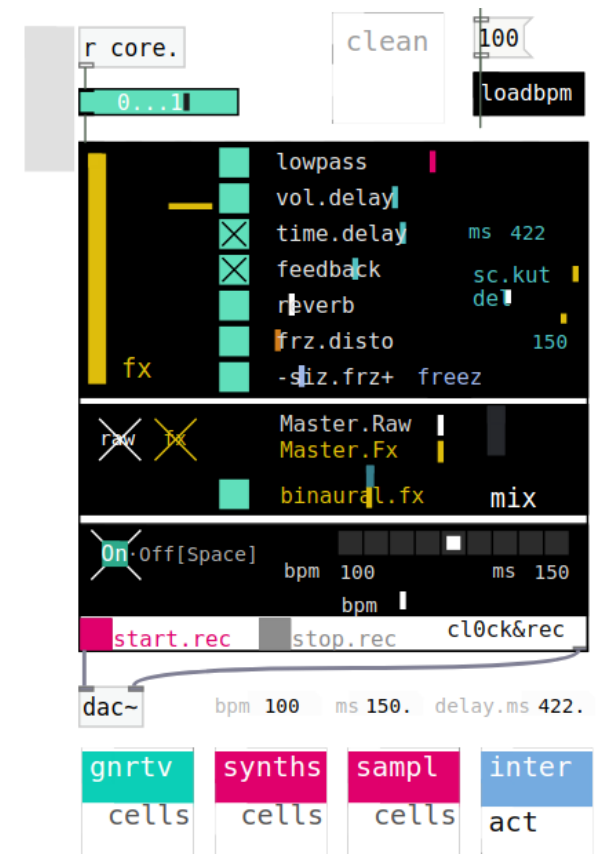 r core.
clean
100
0...1
loadbpm
lowpass
vol.delay
time.delay
ms 422
feedback
sc.kut
del
reverb
frz.disto
150
fx
-siz.frz+ freez
raw fx
Master.Raw
Master.Fx
binaural.fx
mix
On·Off[Space]
bpm 100
ms 150
bpm
start.rec
stop.rec
cl0ck&rec
dac~
bpm 100
ms 150.
delay.ms 422.
gnrtv
cells
synths
cells
sampl
cells
inter
act